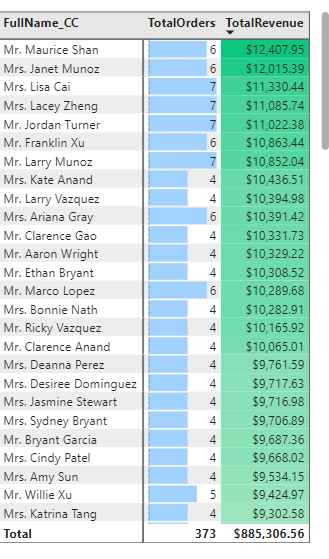 FullName_CC TotalOrders TotalRevenue
Mr. Maurice Shan 6 $12,407.95
Mrs. Janet Munoz 6 $12,015.39
Mrs. Lisa Cai 7 $11,330.44
Mrs. Lacey Zheng 7 $11,085.74
Mr. Jordan Turner 7 $11,022.38
Mr. Franklin Xu 6 $10,863.44
Mr. Larry Munoz 7 $10,852.04
Mrs. Kate Anand 4 $10,436.51
Mr. Larry Vazquez 4 $10,394.98
Mrs. Ariana Gray 6 $10,391.42
Mr. Clarence Gao 4 $10,331.73
Mr. Aaron Wright 4 $10,329.22
Mr. Ethan Bryant 4 $10,308.52
Mr. Marco Lopez 6 $10,289.68
Mrs. Bonnie Nath 4 $10,282.91
Mr. Ricky Vazquez 4 $10,165.92
Mr. Clarence Anand 4 $10,065.01
Mrs. Deanna Perez 4 $9,761.59
Mrs. Desiree Dominguez 4 $9,717.63
Mrs. Jasmine Stewart 4 $9,716.98
Mrs. Sydney Bryant 4 $9,706.89
Mr. Bryant Garcia 4 $9,687.36
Mrs. Cindy Patel 4 $9,668.02
Mrs. Amy Sun 4 $9,534.15
Mr. Willie Xu 5 $9,424.97
Mrs. Katrina Tang 4 $9,302.58
Total 373 $885,306.56